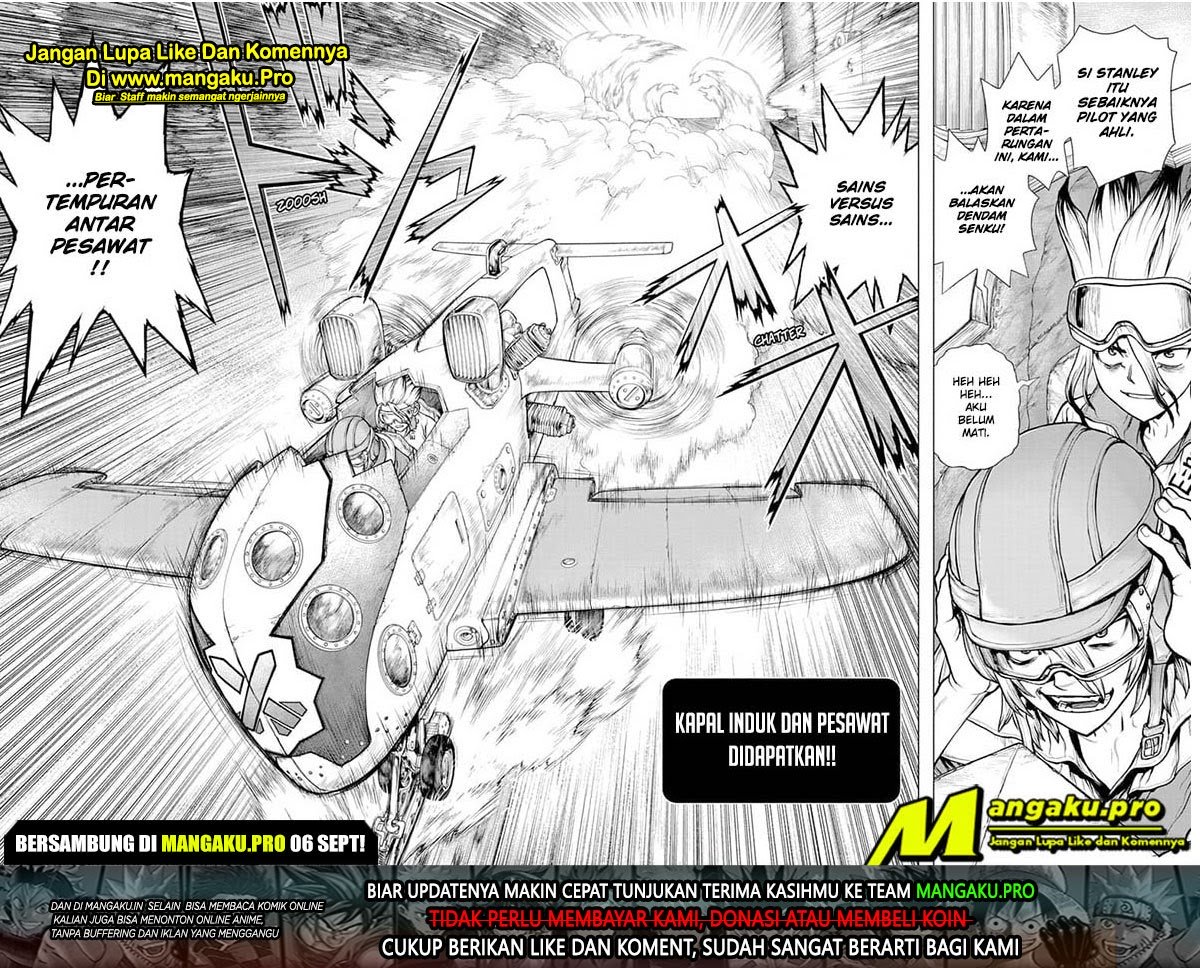 Jangan Lupa Like Dan Komennya
Di www.mangaku.Pro
Biar Staff makin semangat ngerjainnya
SI STANLEY
ITU
SEBAIKNYA
PILOT YANG
AHLI.
KARENA
DALAM
PERTA-
RUNGAN
INI, KAMI...
...AKAN
BALASKAN
DENDAM
SENKU!
HEH HEH
HEH...
AKU
BELUM
MATI.
SAINS
VERSUS
SAINS...
...PER-
TEMPURAN
ANTAR
PESAWAT
!!
ZOOOSH
CHATTER
KAPAL INDUK DAN PESAWAT
DIDAPATKAN!!
Mangaku.pro
Jangan Lupa Like dan Komennya
BERSAMBUNG DI MANGAKU.PRO 06 SEPT!
DAN DI MANGAKU.IN SELAIN BISA MEMBACA KOMIK ONLINE
KALIAN JUGA BISA MENONTON ONLINE ANIME,
TANPA BUFFERING DAN IKLAN YANG MENGGANGU
BIAR UPDATENYA MAKIN CEPAT TUNJUKAN TERIMA KASIHMU KE TEAM MANGAKU.PRO
TIDAK PERLU MEMBAYAR KAMI, DONASI ATAU MEMBELI KOIN
CUKUP BERIKAN LIKE DAN KOMENT, SUDAH SANGAT BERARTI BAGI KAMI